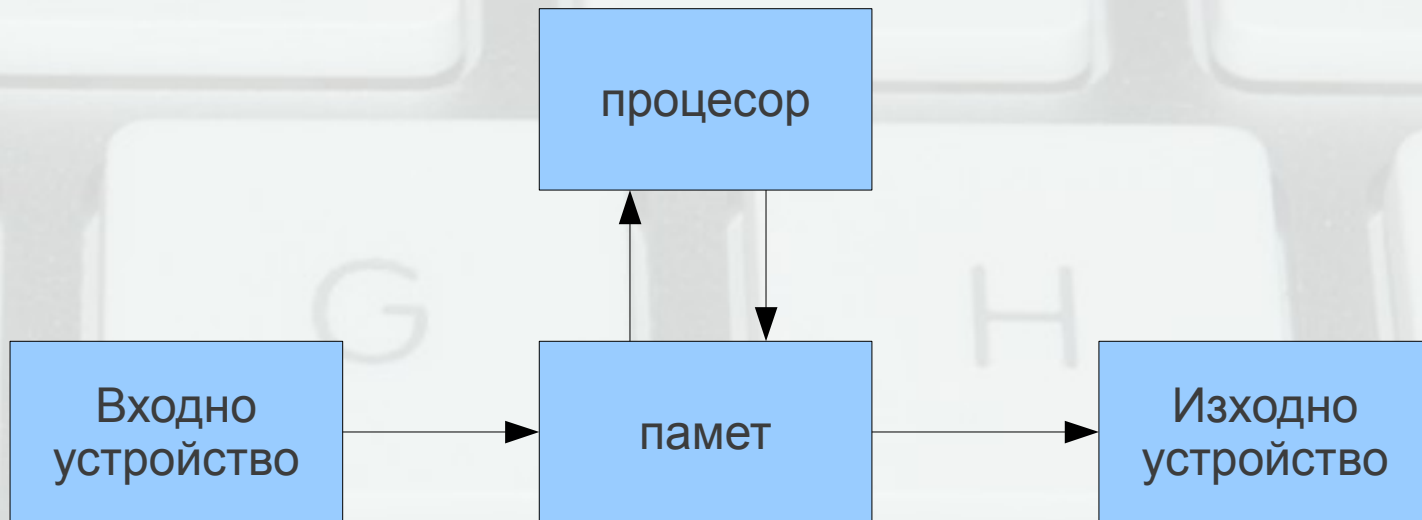 процесор
G
H
Входно
устройство
памет
Изходно
устройство